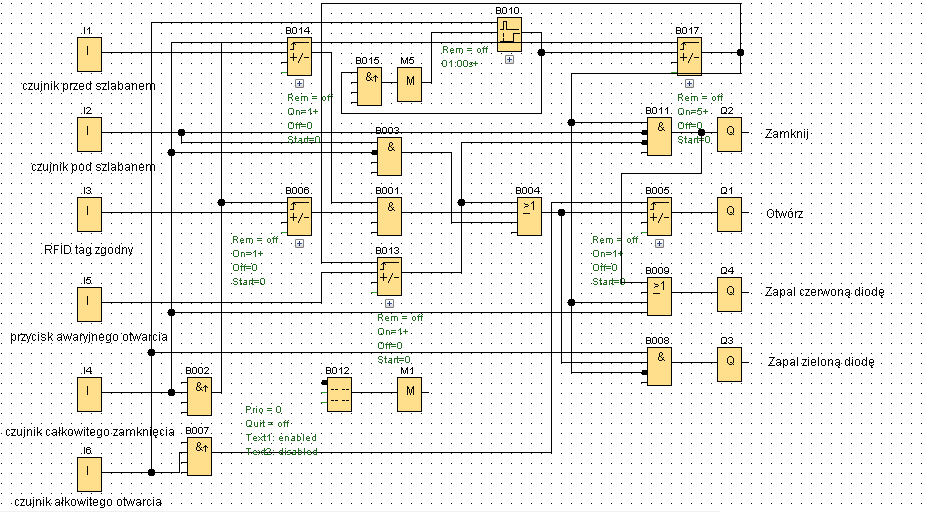 I1
I
czujnik przed szlabanem
B014
+/-
Rem = off
On=1+
Off=0
Start=0
B015
&↑
M5
M
B010
Rem = off
01:00s+
B017
+/-
Rem = off
On=5+
Off=0
Start=0
I2
I
czujnik pod szlabanem
B003
&
B011
&
Q2
Q
Zamknij
I3
I
RFID tag zgodny
B006
+/-
Rem = off
On=1+
Off=0
Start=0
B001
&
B004
≥1
B005
+/-
Rem = off
On=1+
Off=0
Start=0
Q1
Q
Otwórz
I5
I
przycisk awaryjnego otwarcia
B013
+/-
Rem = off
On=1+
Off=0
Start=0
B009
≥1
Q4
Q
Zapal czerwoną diodę
B008
&
Q3
Q
Zapal zieloną diodę
I4
I
czujnik całkowitego zamknięcia
B002
&↑
B012
M1
M
Prio = 0
Quit = off
Text1: enabled
Text2: disabled
B007
&↑
I6
I
czujnik ałkowitego otwarcia